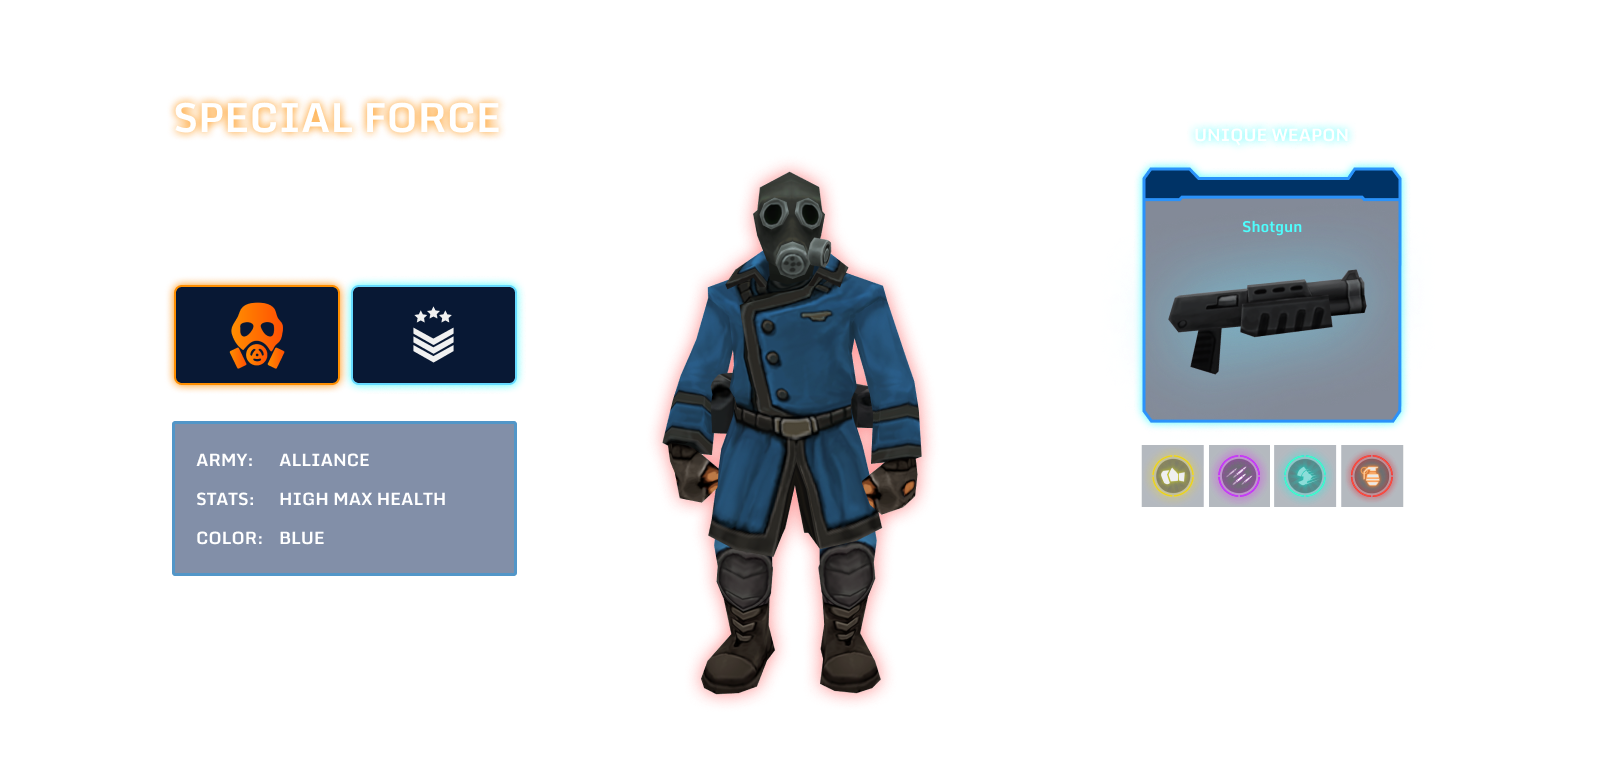 SPECIAL FORCE
UNIQUE WEAPON
Shotgun
ARMY: ALLIANCE
STATS: HIGH MAX HEALTH
COLOR: BLUE